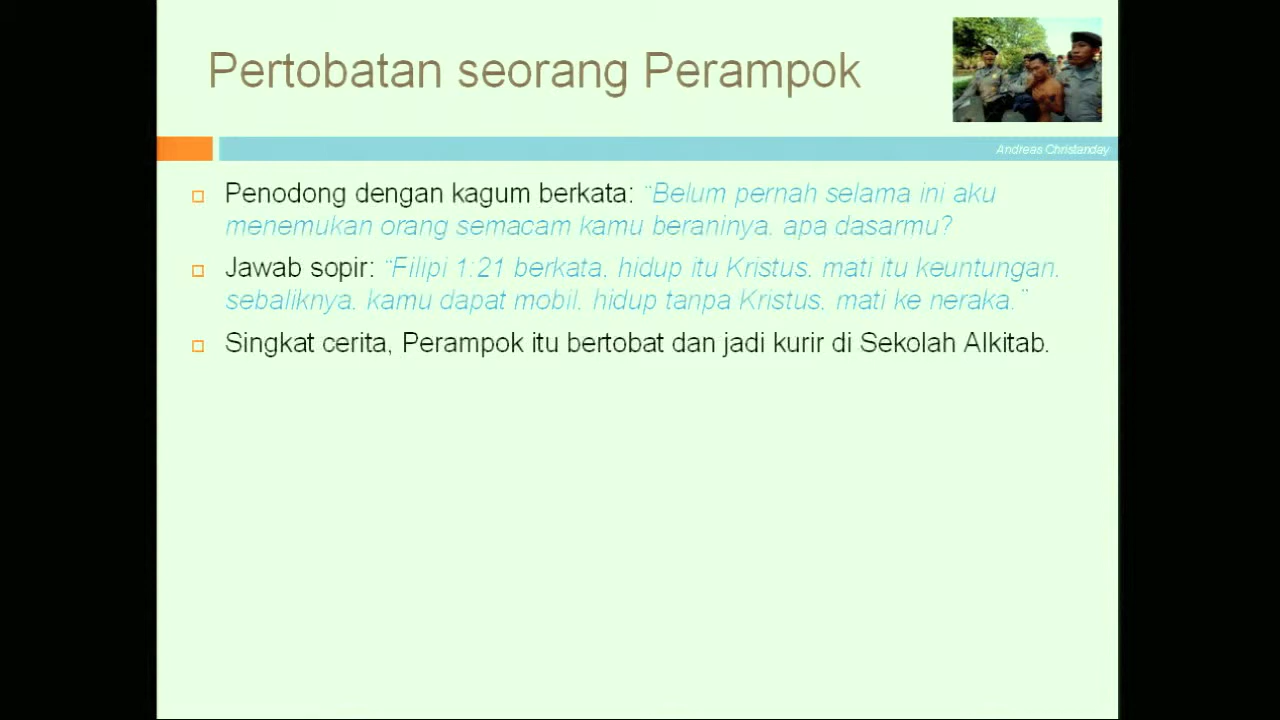 Pertobatan seorang Perampok
Andreas Christanday
Penodong dengan kagum berkata: “Belum pernah selama ini aku
menemukan orang semacam kamu beraninya, apa dasarmu?
Jawab sopir: “Filipi 1:21 berkata, hidup itu Kristus, mati itu keuntungan,
sebaliknya, kamu dapat mobil, hidup tanpa Kristus, mati ke neraka.”
Singkat cerita, Perampok itu bertobat dan jadi kurir di Sekolah Alkitab.